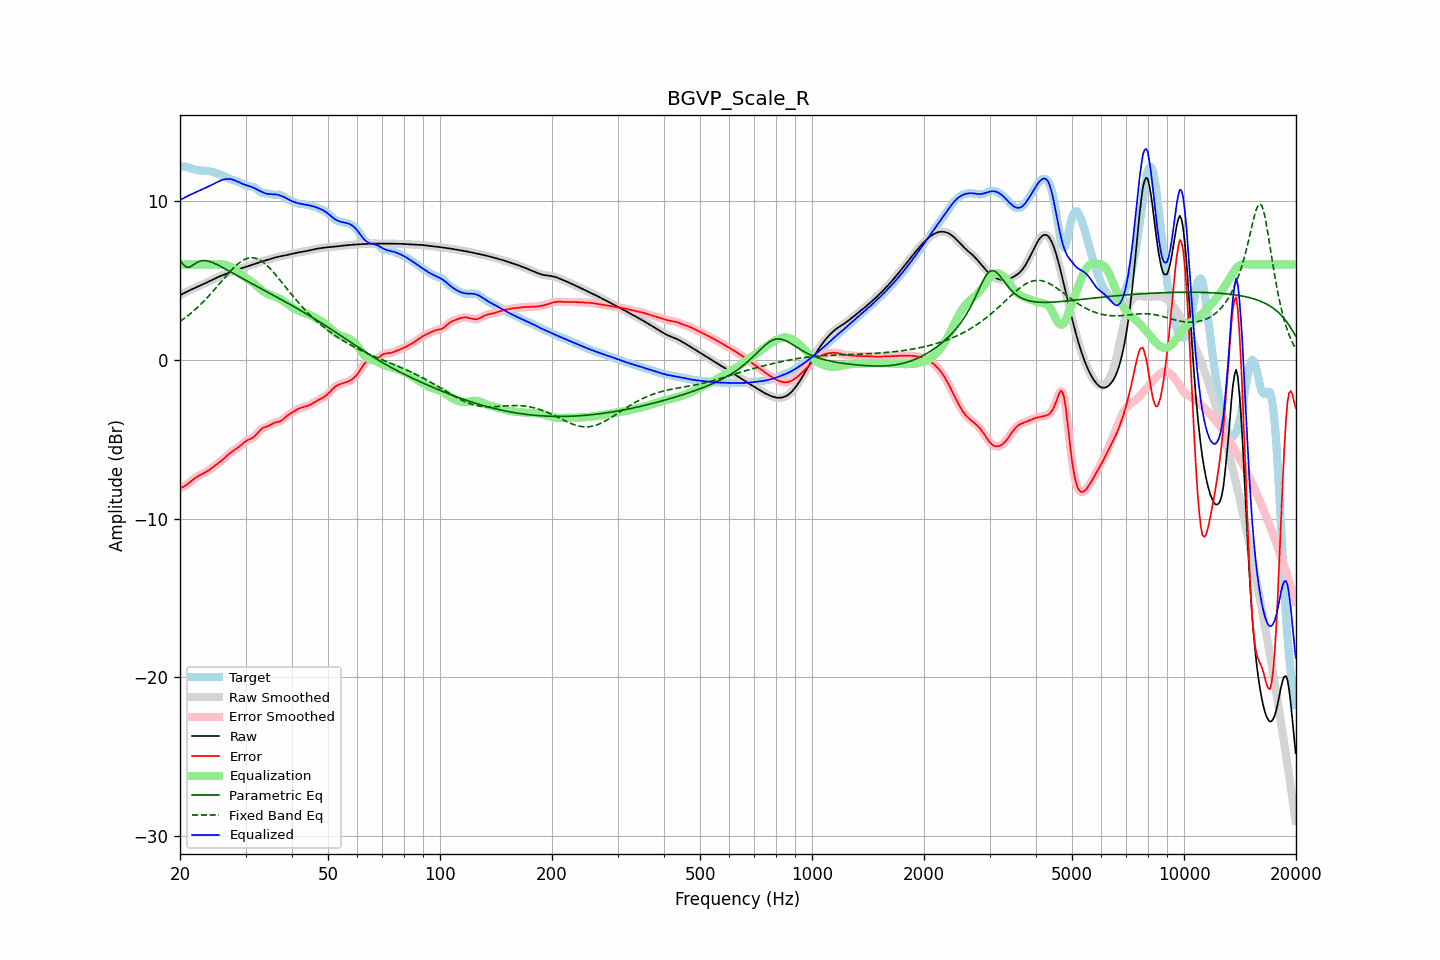 BGVP_Scale_R
10
0
−10
−20
−30
Amplitude (dBr)
Target
Raw Smoothed
Error Smoothed
Raw
Error
Equalization
Parametric Eq
Fixed Band Eq
Equalized
20 50 100 200 500 1000 2000 5000 10000 20000
Frequency (Hz)